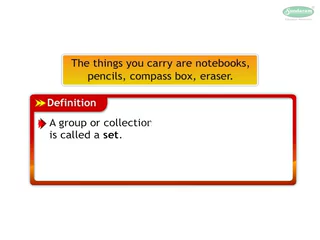 The things you carry are notebooks,
pencils, compass box, eraser.
Definition
A group or collection
is called a set.